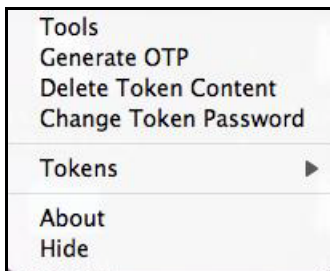 Tools
Generate OTP
Delete Token Content
Change Token Password
Tokens
About
Hide